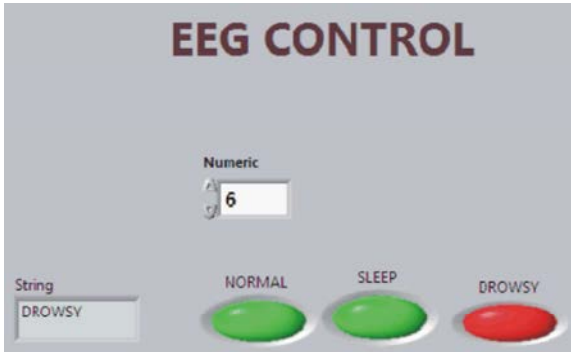 EEG CONTROL
Numeric
6
String
DROWSY
NORMAL
SLEEP
DROWSY